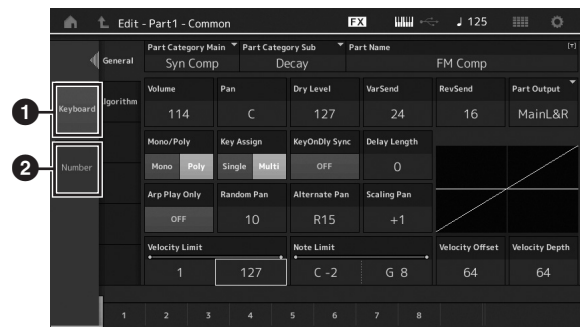 Edit - Part1 - Common FX 125
Part Category Main Part Category Sub Part Name [T]
Syn Comp Decay FM Comp
General
Volume Pan Dry Level VarSend RevSend Part Output
114 C 127 24 16 MainL&R
1 Keyboard
Algorithm
Mono/Poly Key Assign KeyOnDly Sync Delay Length
Mono Poly Single Multi OFF 0
2 Number
Arp Play Only Random Pan Alternate Pan Scaling Pan
OFF 10 R15 +1
Velocity Limit Note Limit Velocity Offset Velocity Depth
1 127 C -2 G 8 64 64
1 2 3 4 5 6 7 8